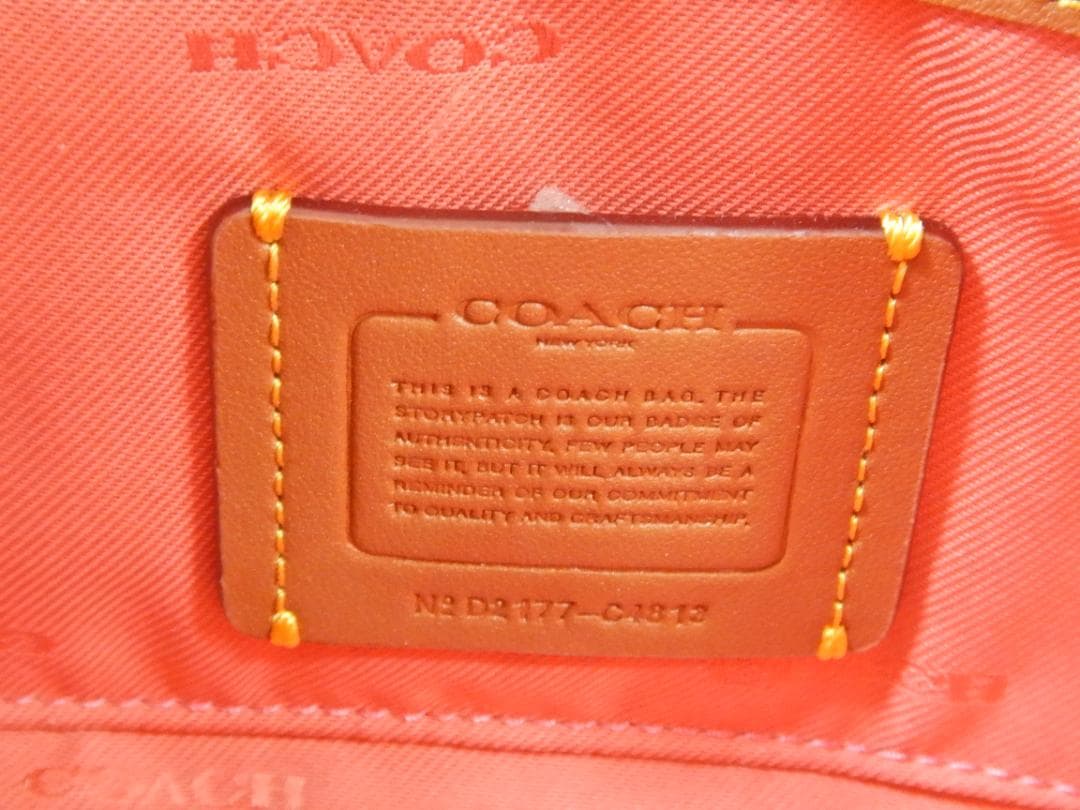 COACH
COACH
NEW YORK
THIS IS A COACH BAG. THE
STORYPATCH IS OUR BADGE OF
AUTHENTICITY. FEW PEOPLE MAY
SEE IT, BUT IT WILL ALWAYS BE A
REMINDER OF OUR COMMITMENT
TO QUALITY AND CRAFTSMANSHIP.
Nº D2177-CJ813
COACH